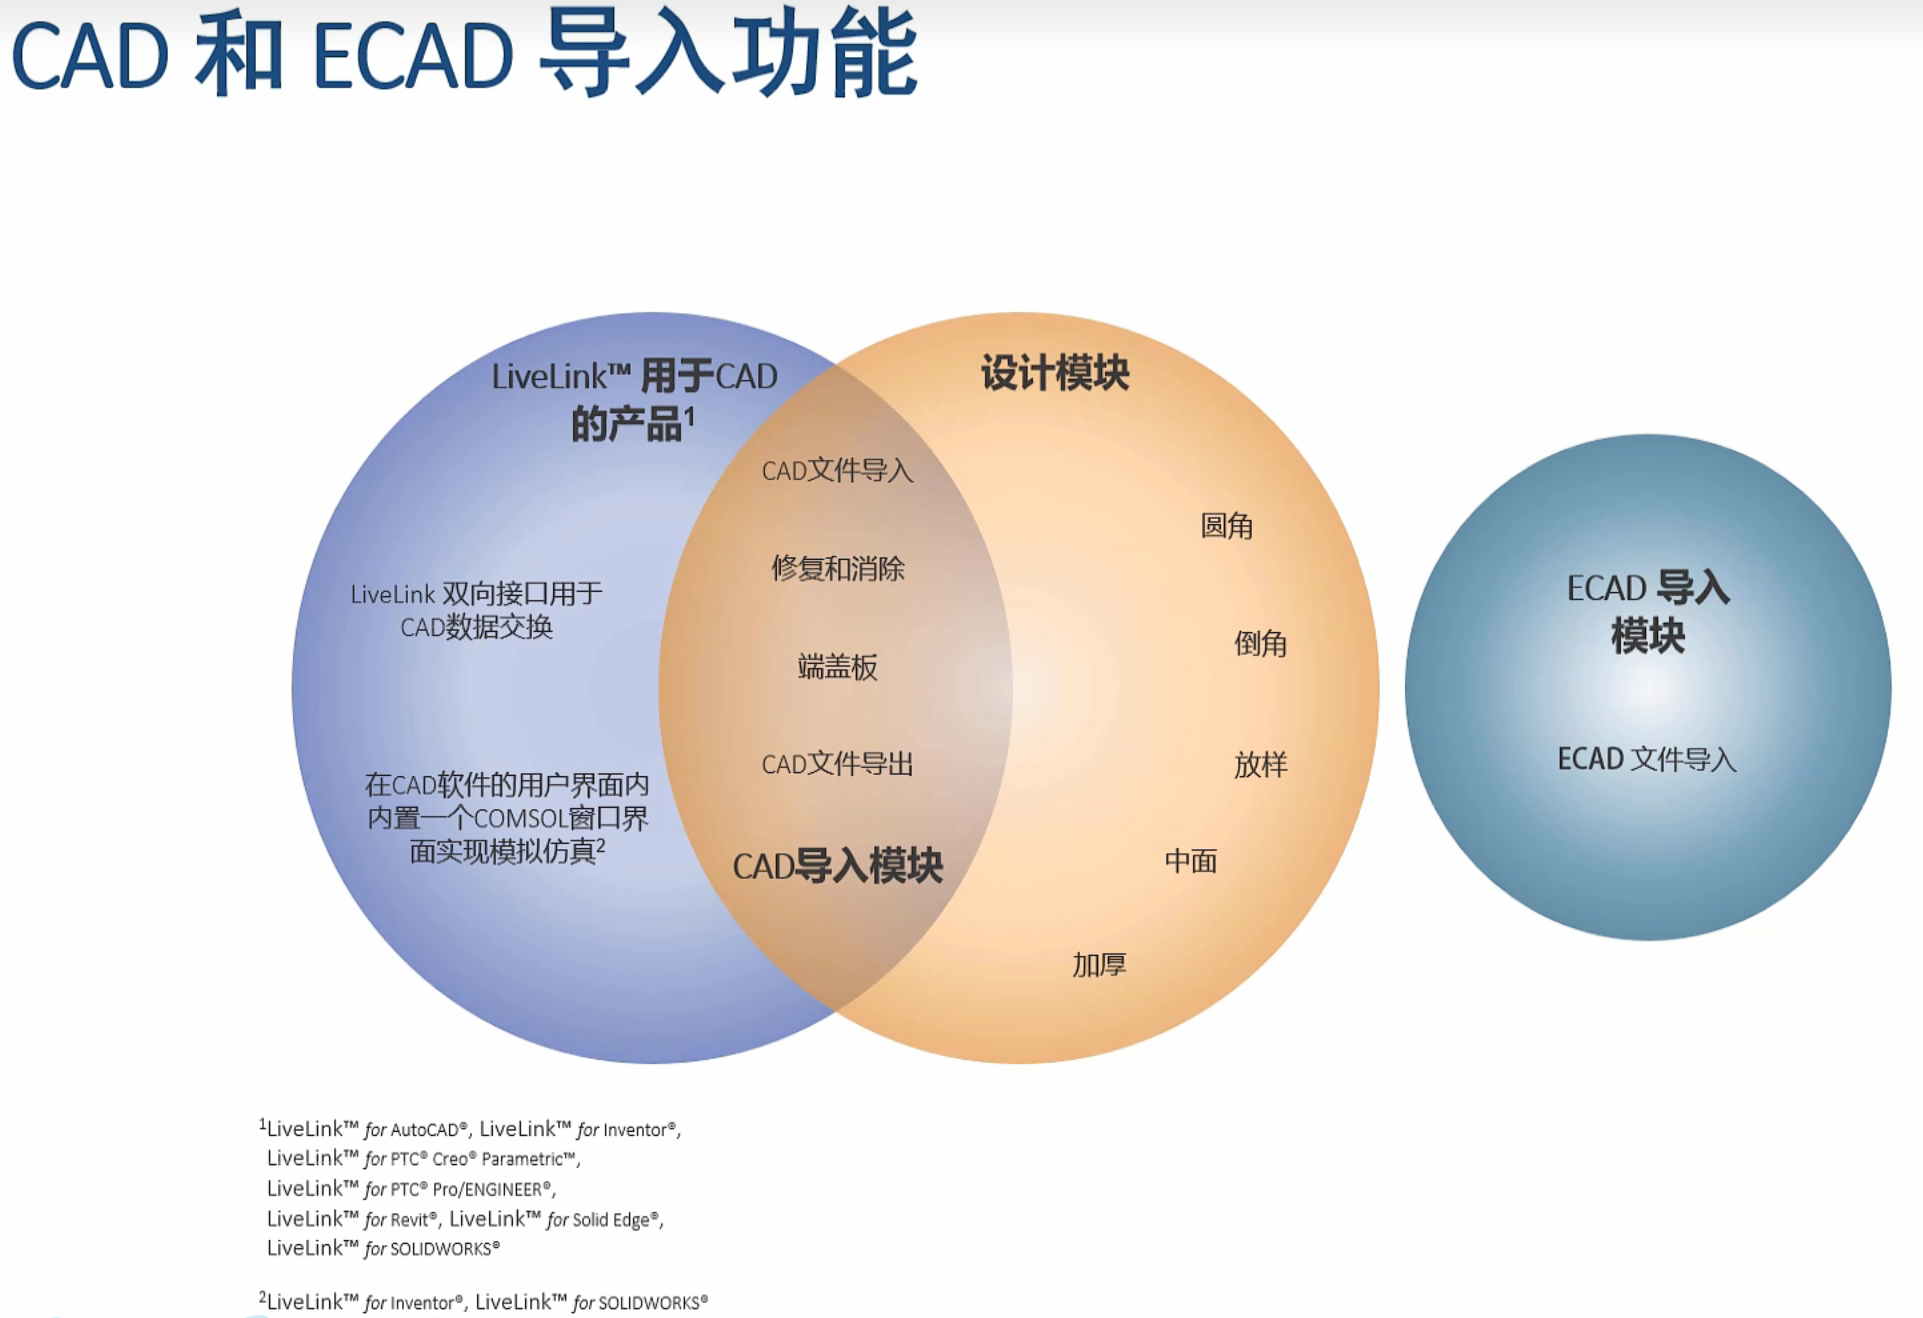 CAD 和 ECAD 导入功能
LiveLink™ 用于CAD
的产品¹
LiveLink 双向接口用于
CAD数据交换
在CAD软件的用户界面内
内置一个COMSOL窗口界
面实现模拟仿真²
CAD文件导入
修复和消除
端盖板
CAD文件导出
CAD导入模块
设计模块
圆角
倒角
放样
中面
加厚
ECAD 导入
模块
ECAD 文件导入
¹LiveLink™ for AutoCAD®, LiveLink™ for Inventor®,
LiveLink™ for PTC® Creo® Parametric™,
LiveLink™ for PTC® Pro/ENGINEER®,
LiveLink™ for Revit®, LiveLink™ for Solid Edge®,
LiveLink™ for SOLIDWORKS®
²LiveLink™ for Inventor®, LiveLink™ for SOLIDWORKS®